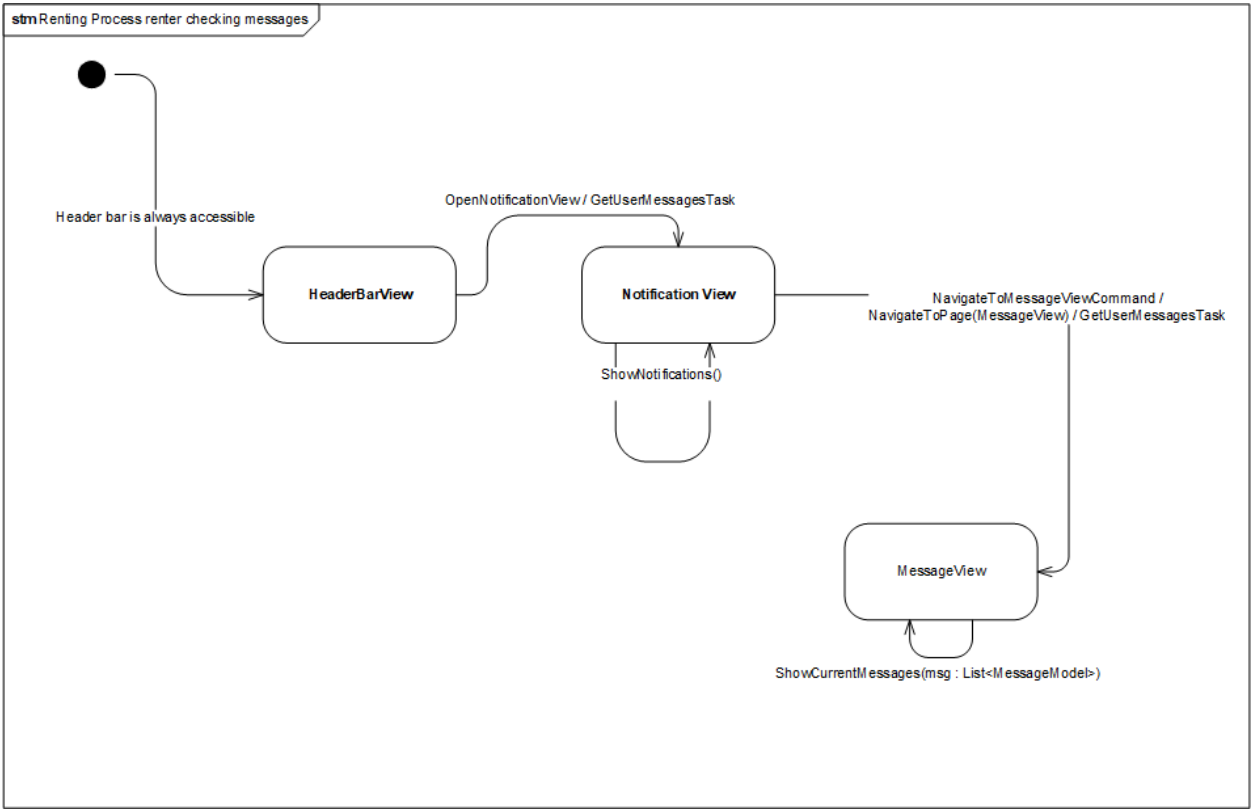 stm Renting Process renter checking messages
OpenNotificationView / GetUserMessagesTask
Header bar is always accessible
HeaderBarView
Notification View
NavigateToMessageViewCommand /
NavigateToPage(MessageView) / GetUserMessagesTask
ShowNotifications()
MessageView
ShowCurrentMessages(msg : List<MessageModel>)